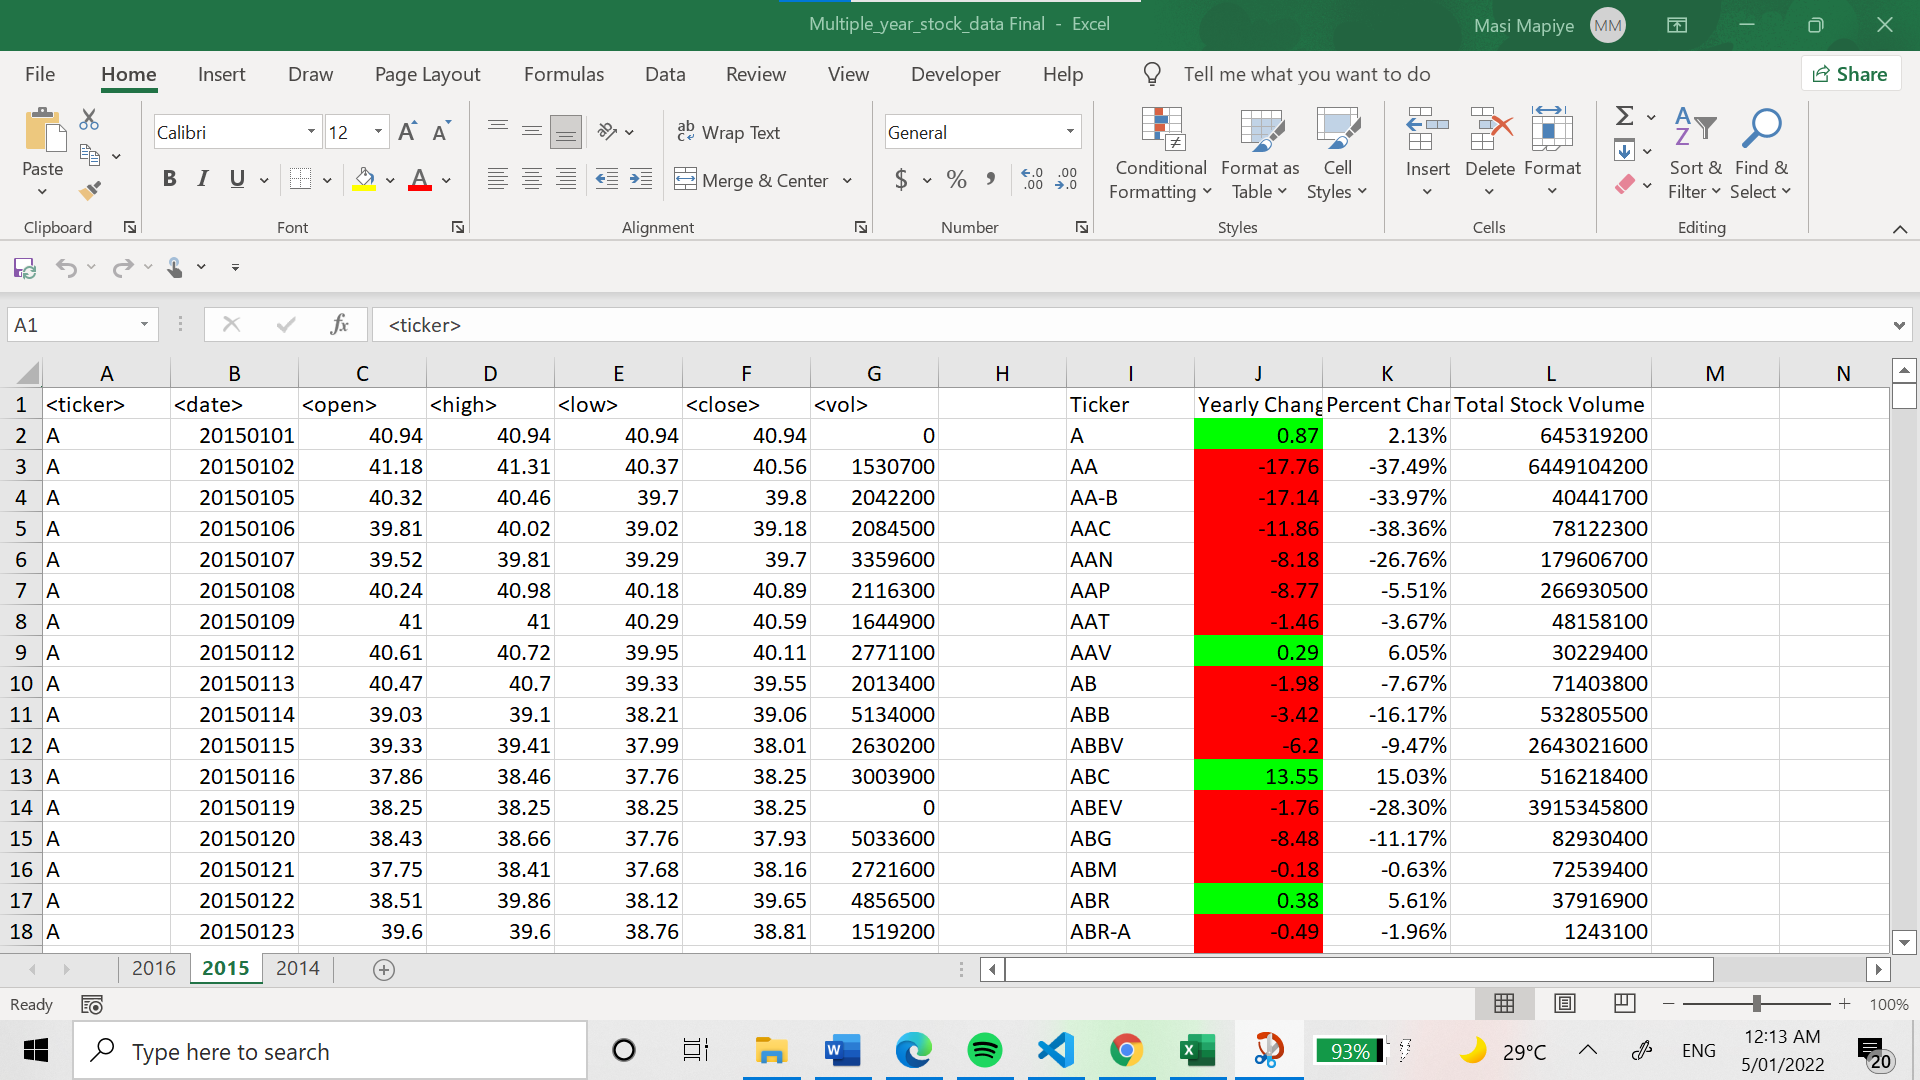 Multiple_year_stock_data Final - Excel
Masi Mapiye MM
File Home Insert Draw Page Layout Formulas Data Review View Developer Help Tell me what you want to do Share
Paste
Clipboard
Calibri 12
B I U
Font
Wrap Text
Merge & Center
Alignment
General
$ % ,
Number
Conditional Formatting
Format as Table
Cell Styles
Styles
Insert Delete Format
Cells
Sort & Filter
Find & Select
Editing
A1 fx <ticker>
A B C D E F G H I J K L M N
1 <ticker> <date> <open> <high> <low> <close> <vol> Ticker Yearly Chang Percent Char Total Stock Volume
2 A 20150101 40.94 40.94 40.94 40.94 0 A 0.87 2.13% 645319200
3 A 20150102 41.18 41.31 40.37 40.56 1530700 AA -17.76 -37.49% 6449104200
4 A 20150105 40.32 40.46 39.7 39.8 2042200 AA-B -17.14 -33.97% 40441700
5 A 20150106 39.81 40.02 39.02 39.18 2084500 AAC -11.86 -38.36% 78122300
6 A 20150107 39.52 39.81 39.29 39.7 3359600 AAN -8.18 -26.76% 179606700
7 A 20150108 40.24 40.98 40.18 40.89 2116300 AAP -8.77 -5.51% 266930500
8 A 20150109 41 41 40.29 40.59 1644900 AAT -1.46 -3.67% 48158100
9 A 20150112 40.61 40.72 39.95 40.11 2771100 AAV 0.29 6.05% 30229400
10 A 20150113 40.47 40.7 39.33 39.55 2013400 AB -1.98 -7.67% 71403800
11 A 20150114 39.03 39.1 38.21 39.06 5134000 ABB -3.42 -16.17% 532805500
12 A 20150115 39.33 39.41 37.99 38.01 2630200 ABBV -6.2 -9.47% 2643021600
13 A 20150116 37.86 38.46 37.76 38.25 3003900 ABC 13.55 15.03% 516218400
14 A 20150119 38.25 38.25 38.25 38.25 0 ABEV -1.76 -28.30% 3915345800
15 A 20150120 38.43 38.66 37.76 37.93 5033600 ABG -8.48 -11.17% 82930400
16 A 20150121 37.75 38.41 37.68 38.16 2721600 ABM -0.18 -0.63% 72539400
17 A 20150122 38.51 39.86 38.12 39.65 4856500 ABR 0.38 5.61% 37916900
18 A 20150123 39.6 39.6 38.76 38.81 1519200 ABR-A -0.49 -1.96% 1243100
2016 2015 2014
Ready 100%
Type here to search 93% 29°C ENG 12:13 AM
5/01/2022 20